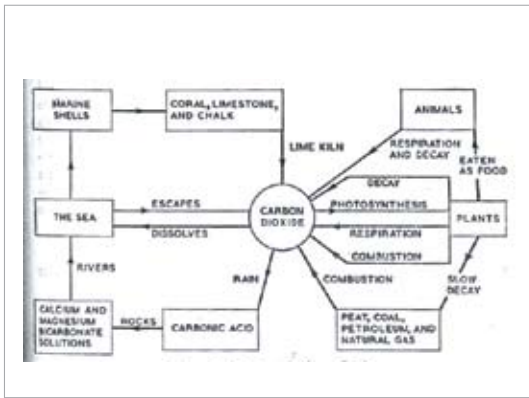 MARINE
SHELLS
CORAL, LIMESTONE,
AND CHALK
ANIMALS
LIME KILN
RESPIRATION
AND DECAY
EATEN
AS FOOD
DECAY
THE SEA
ESCAPES
DISSOLVES
CARBON
DIOXIDE
PHOTOSYNTHESIS
RESPIRATION
COMBUSTION
PLANTS
RIVERS
RAIN
COMBUSTION
SLOW
DECAY
CALCIUM AND
MAGNESIUM
BICARBONATE
SOLUTIONS
ROCKS
CARBONIC ACID
PEAT, COAL,
PETROLEUM, AND
NATURAL GAS